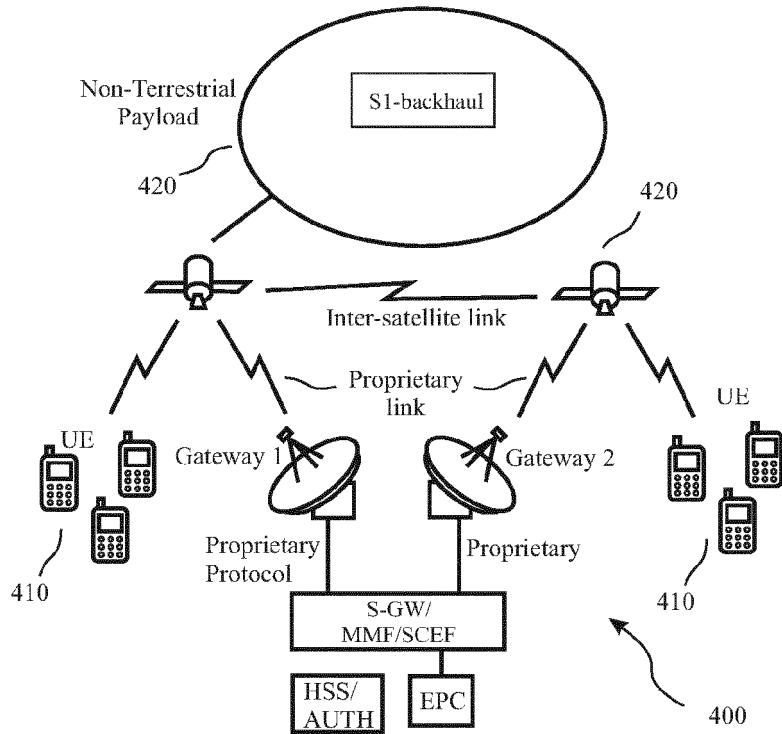 Non-Terrestrial
Payload
S1-backhaul
420
420
Inter-satellite link
Proprietary
link
UE
UE
Gateway 1
Gateway 2
410
Proprietary
Protocol
Proprietary
410
S-GW/
MMF/SCEF
HSS/
AUTH
EPC
400